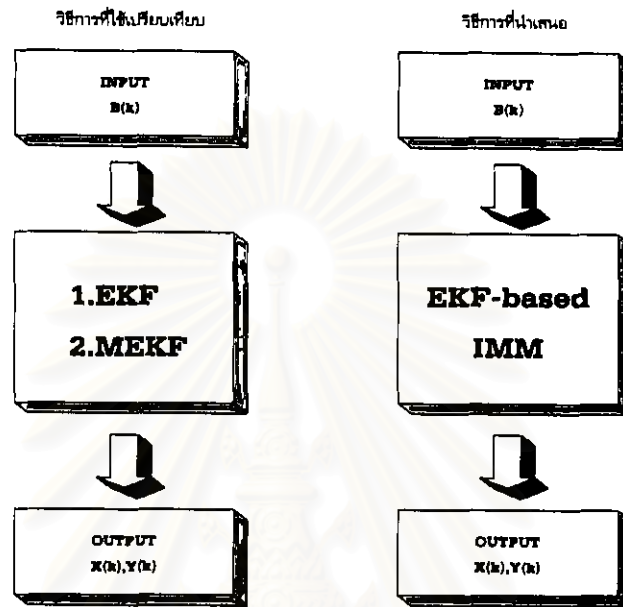 วิธีการที่ใช้เปรียบเทียบ
INPUT
B(k)
1.EKF
2.MEKF
OUTPUT
X(k),Y(k)
วิธีการที่นำเสนอ
INPUT
B(k)
EKF-based
IMM
OUTPUT
X(k),Y(k)